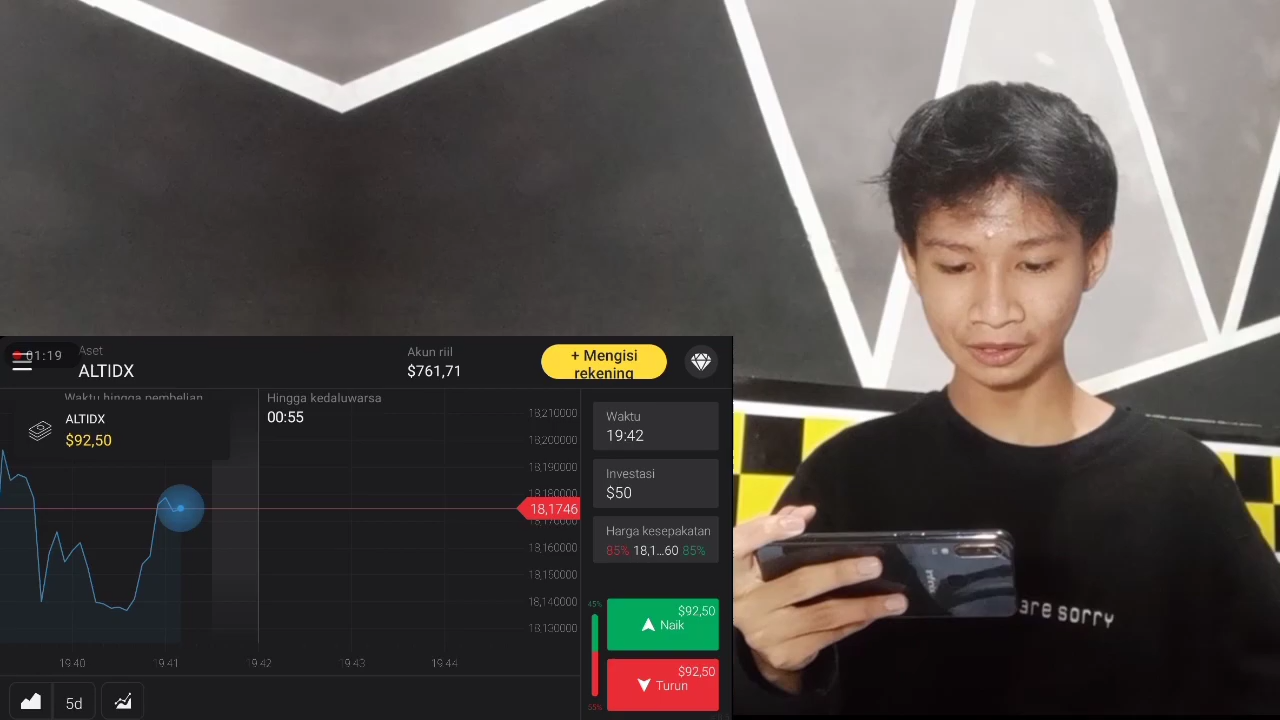 01:19
Aset
ALTIDX
Akun riil
$761,71
+ Mengisi
rekening
Waktu hingga pembelian
Hingga kedaluwarsa
00:55
ALTIDX
$92,50
18,210000
18,200000
18,190000
18,180000
18,1746
18,170000
18,160000
18,150000
18,140000
18,130000
19:40
19:41
19:42
19:43
19:44
5d
Waktu
19:42
Investasi
$50
Harga kesepakatan
85% 18,1...60 85%
45%
$92,50
Naik
$92,50
Turun
55%
Infinix
are sorry